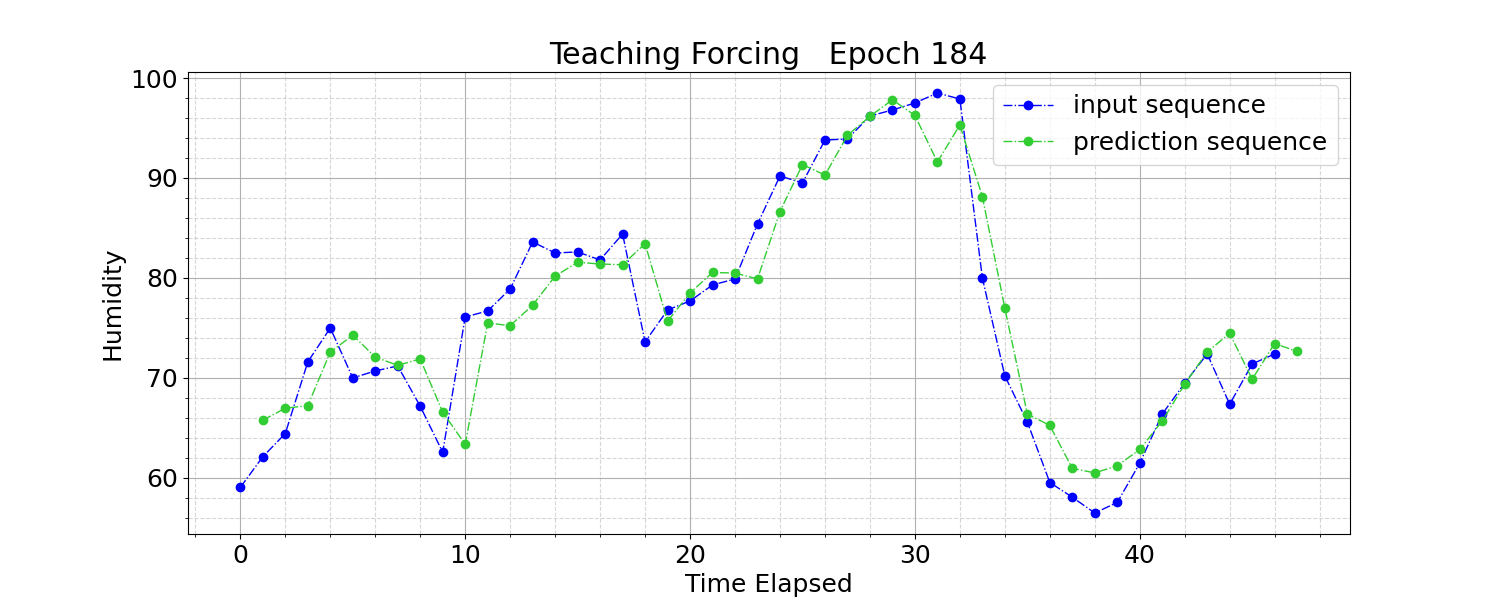 Teaching Forcing   Epoch 184
100
90
80
70
60
Humidity
input sequence
prediction sequence
0 10 20 30 40
Time Elapsed